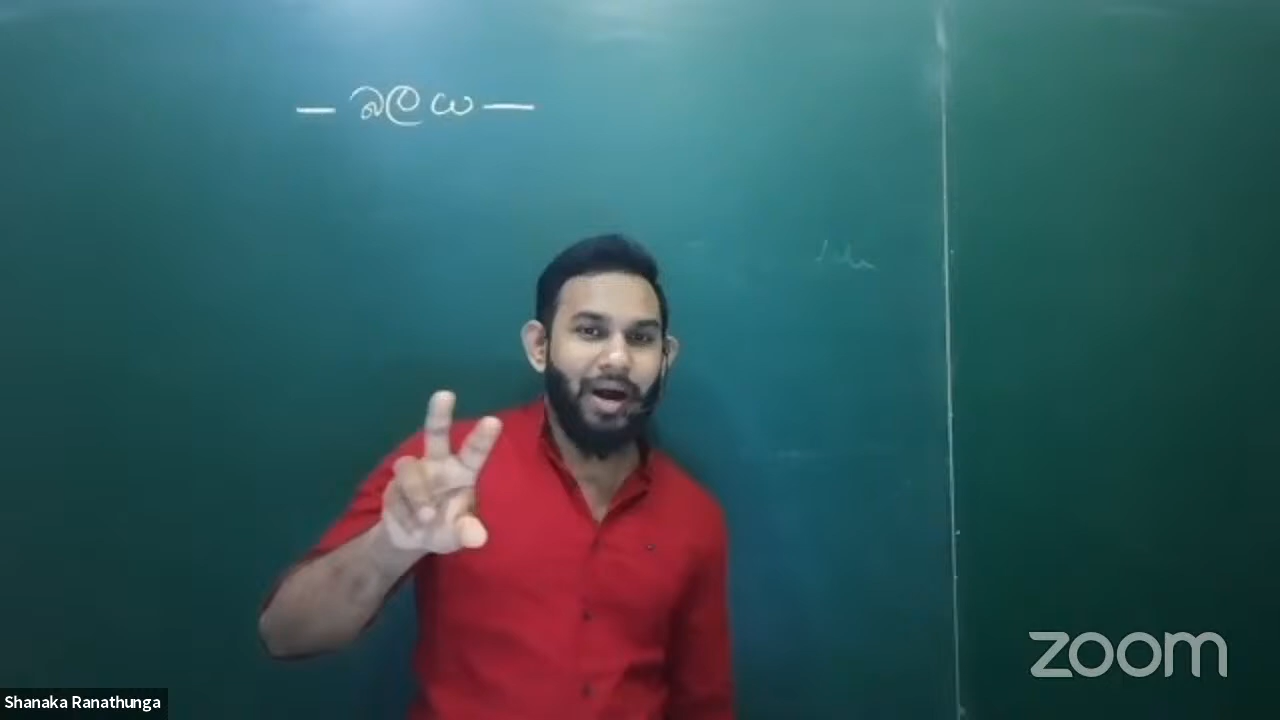 – බලය –
Shanaka Ranathunga
zoom